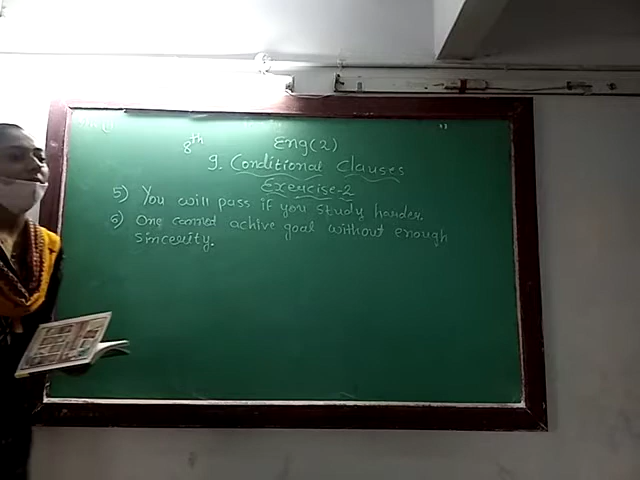 8th Eng(2)
9. Conditional Clauses
Exercise-2
5) You will pass if you study harder.
6) One cannot achive goal without enough
sincerity.